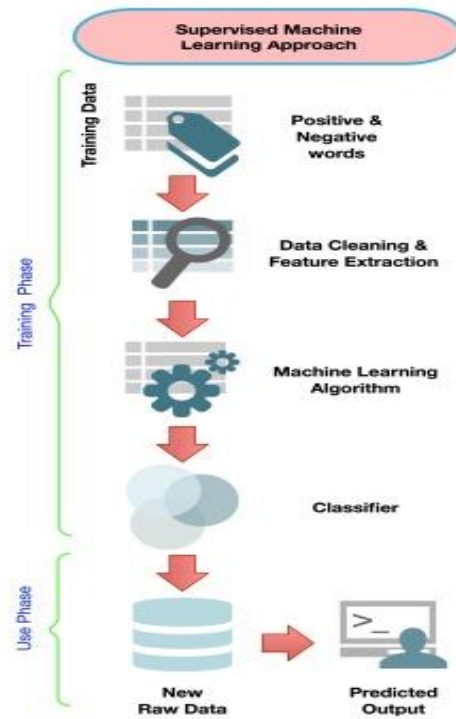 Supervised Machine
Learning Approach
Training Data
Positive &
Negative
words
Training Phase
Data Cleaning &
Feature Extraction
Machine Learning
Algorithm
Classifier
Use Phase
>_
New
Raw Data
Predicted
Output